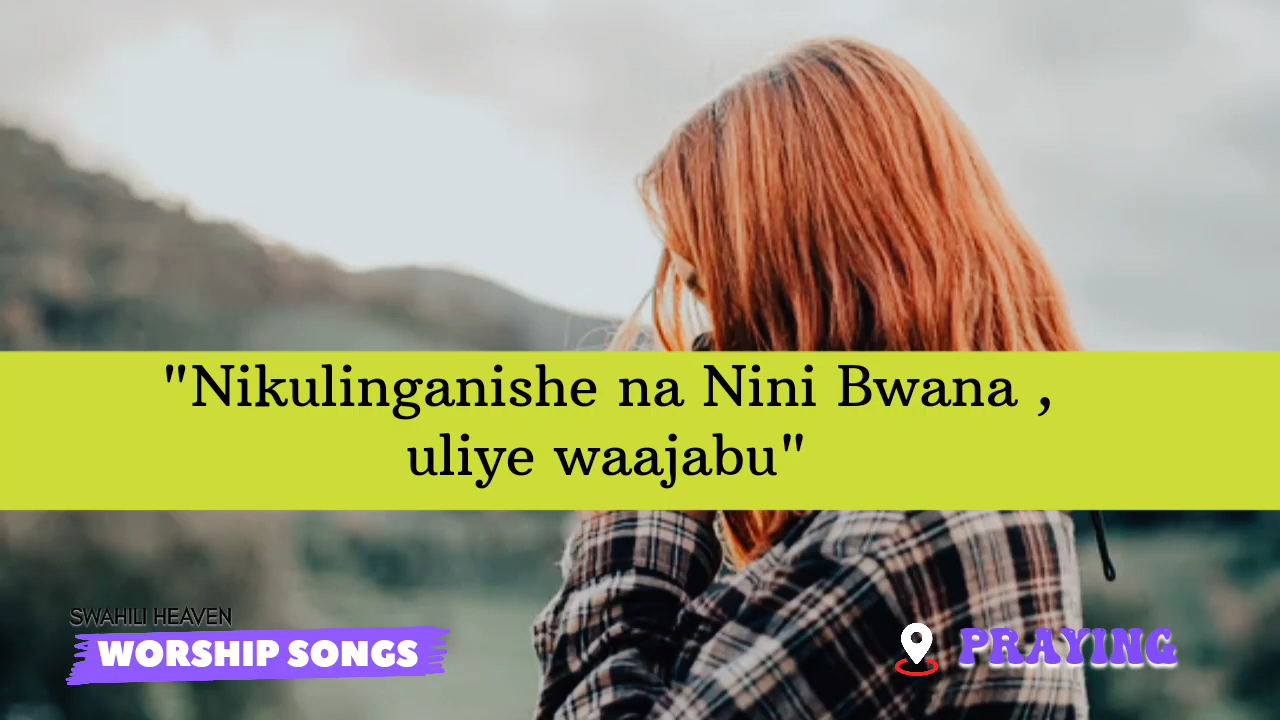 "Nikulinganishe na Nini Bwana ,
uliye waajabu"
SWAHILI HEAVEN
WORSHIP SONGS
PRAYING